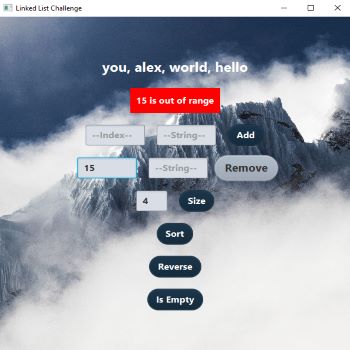 Linked List Challenge
you, alex, world, hello
15 is out of range
--Index-- --String-- Add
15 --String-- Remove
4 Size
Sort
Reverse
Is Empty